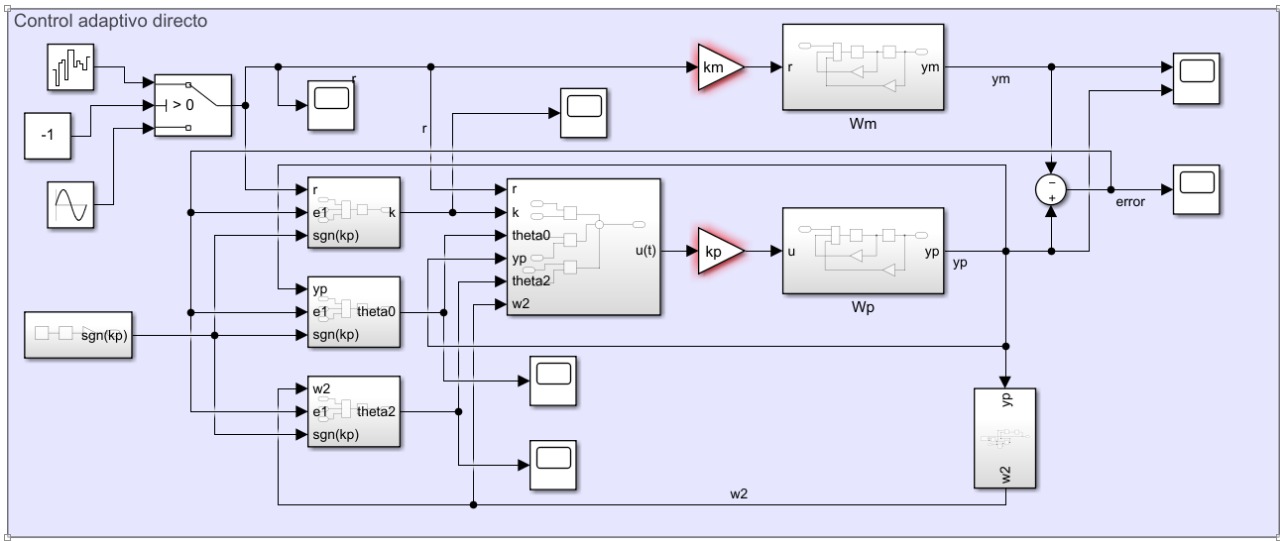 Control adaptivo directo
-1
> 0
r
r
km
r
ym
Wm
ym
r
e1
sgn(kp)
k
yp
e1
sgn(kp)
theta0
sgn(kp)
w2
e1
sgn(kp)
theta2
r
k
theta0
yp
theta2
w2
u(t)
kp
u
yp
Wp
yp
−
+
error
yp
w2
w2